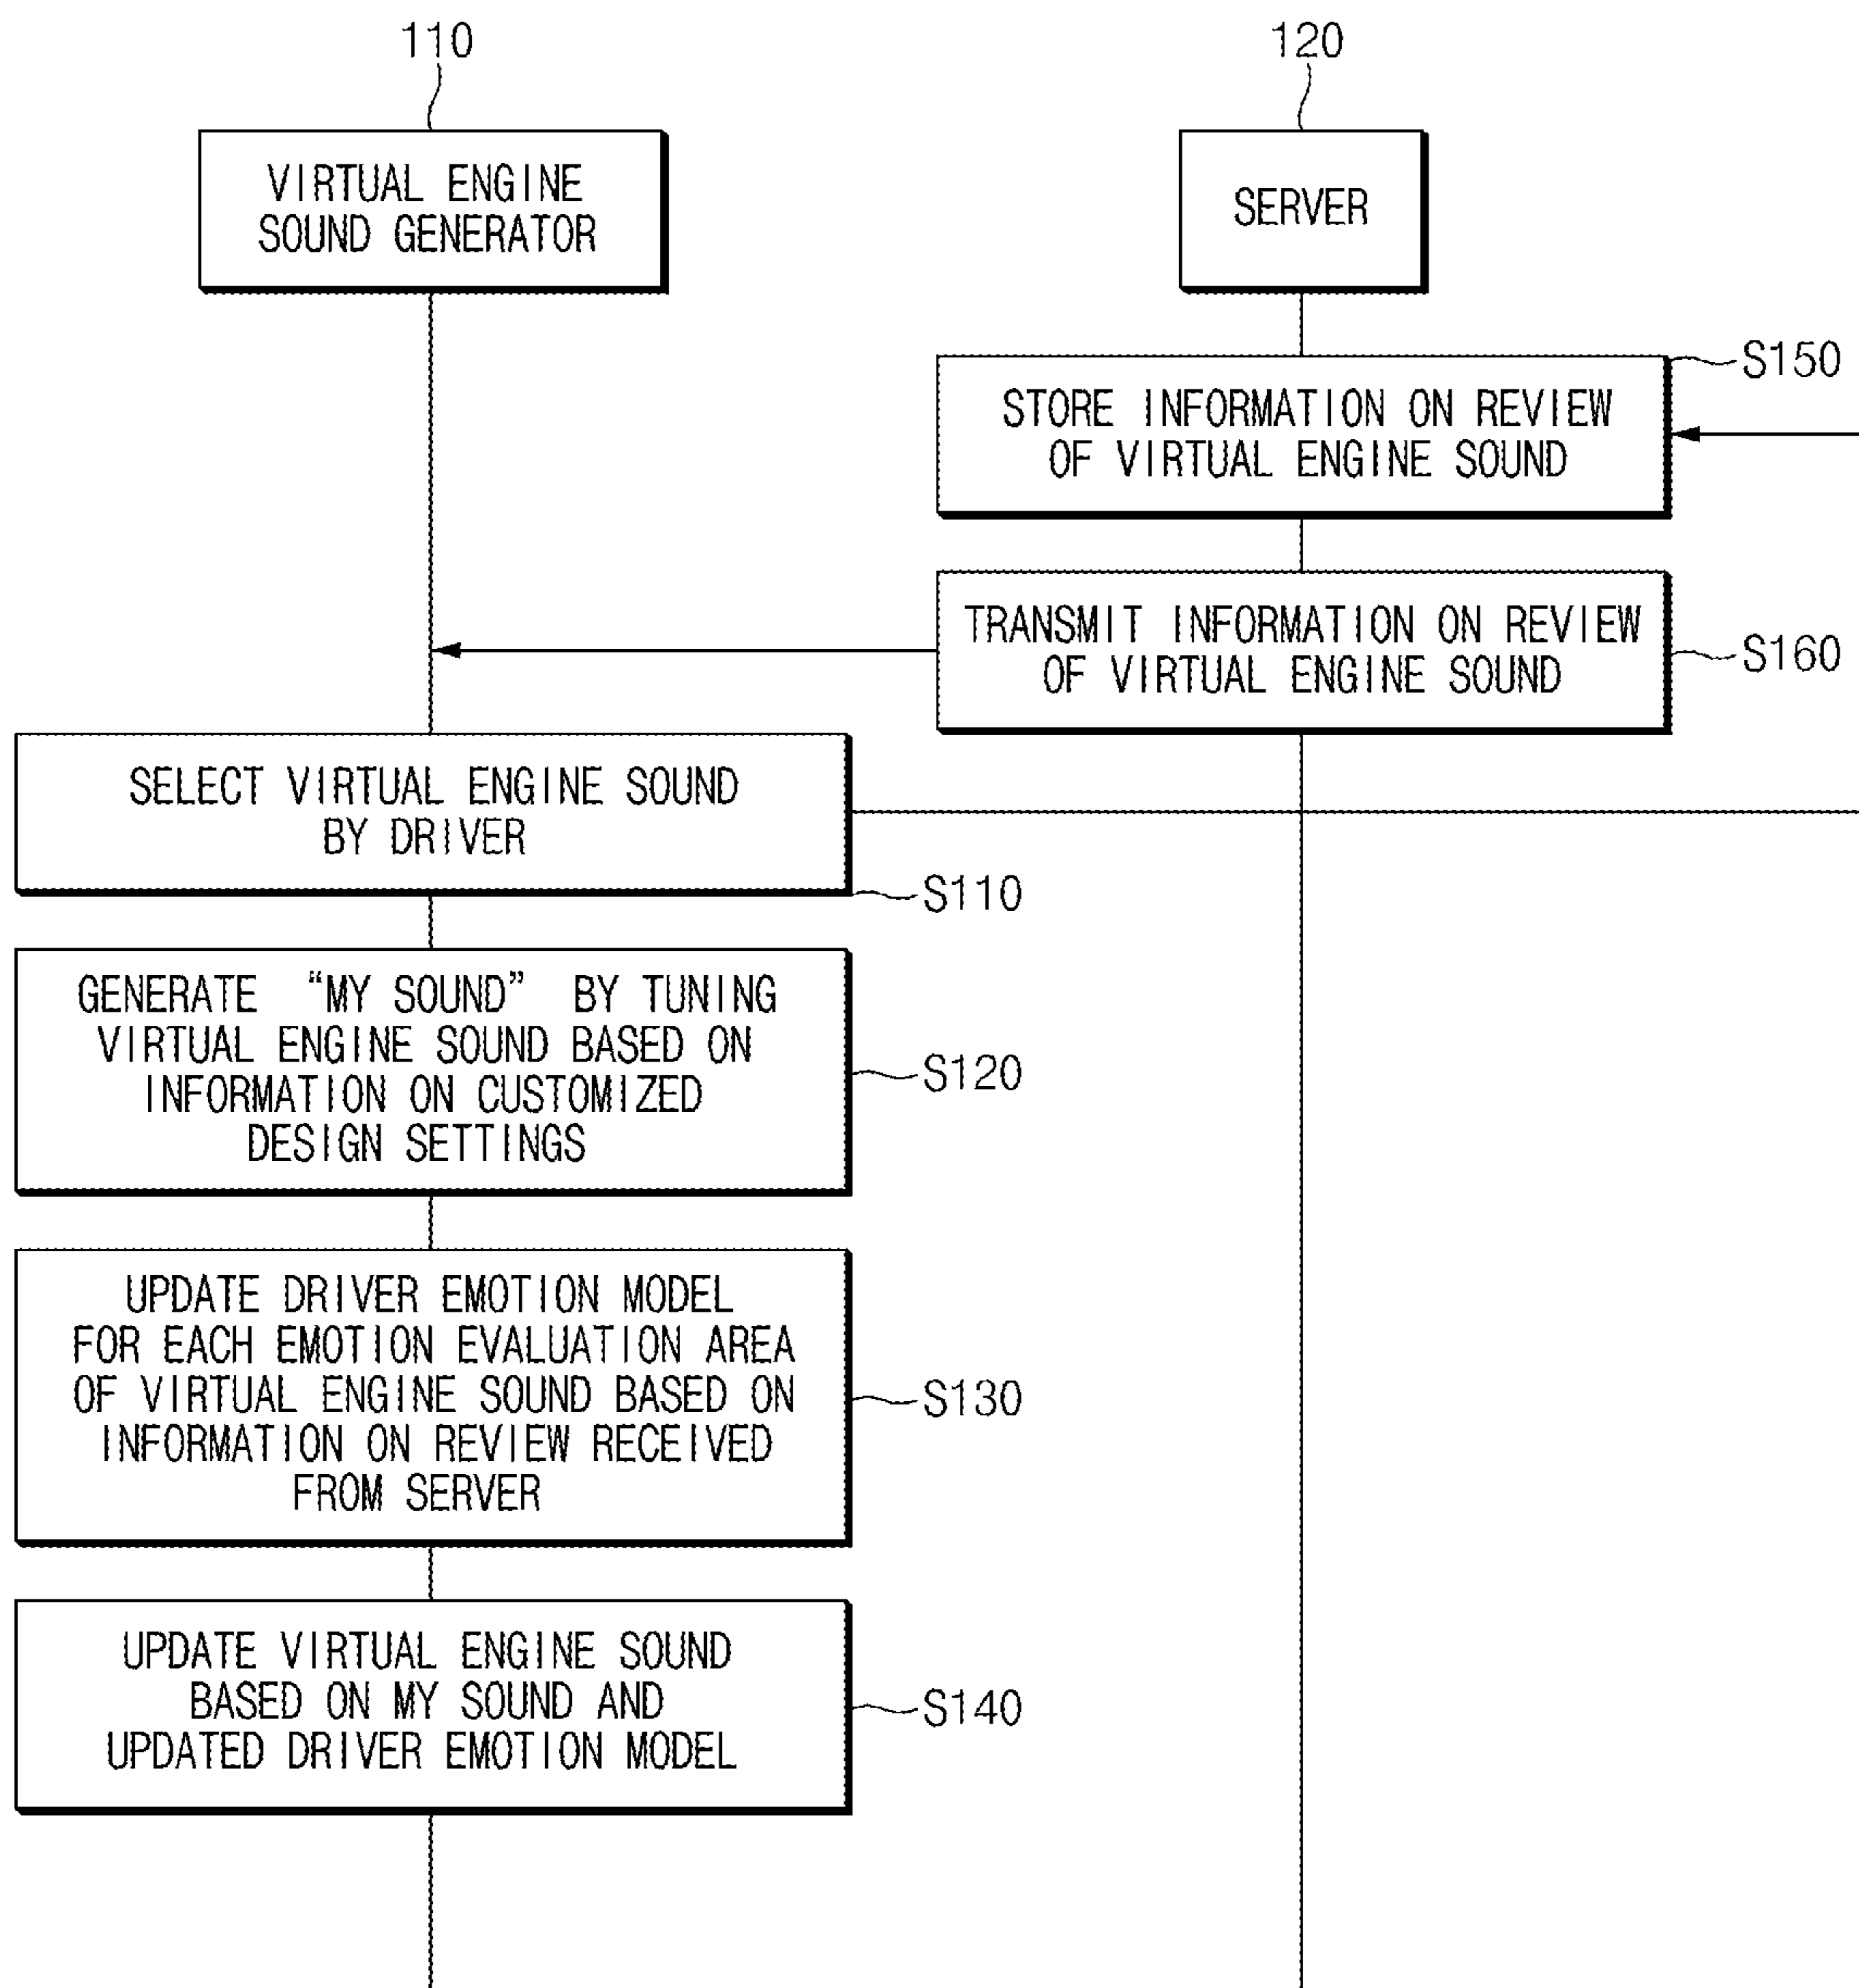 110
120
VIRTUAL ENGINE
SOUND GENERATOR
SERVER
S150
STORE INFORMATION ON REVIEW
OF VIRTUAL ENGINE SOUND
TRANSMIT INFORMATION ON REVIEW
OF VIRTUAL ENGINE SOUND
S160
SELECT VIRTUAL ENGINE SOUND
BY DRIVER
S110
GENERATE “MY SOUND” BY TUNING
VIRTUAL ENGINE SOUND BASED ON
INFORMATION ON CUSTOMIZED
DESIGN SETTINGS
S120
UPDATE DRIVER EMOTION MODEL
FOR EACH EMOTION EVALUATION AREA
OF VIRTUAL ENGINE SOUND BASED ON
INFORMATION ON REVIEW RECEIVED
FROM SERVER
S130
UPDATE VIRTUAL ENGINE SOUND
BASED ON MY SOUND AND
UPDATED DRIVER EMOTION MODEL
S140